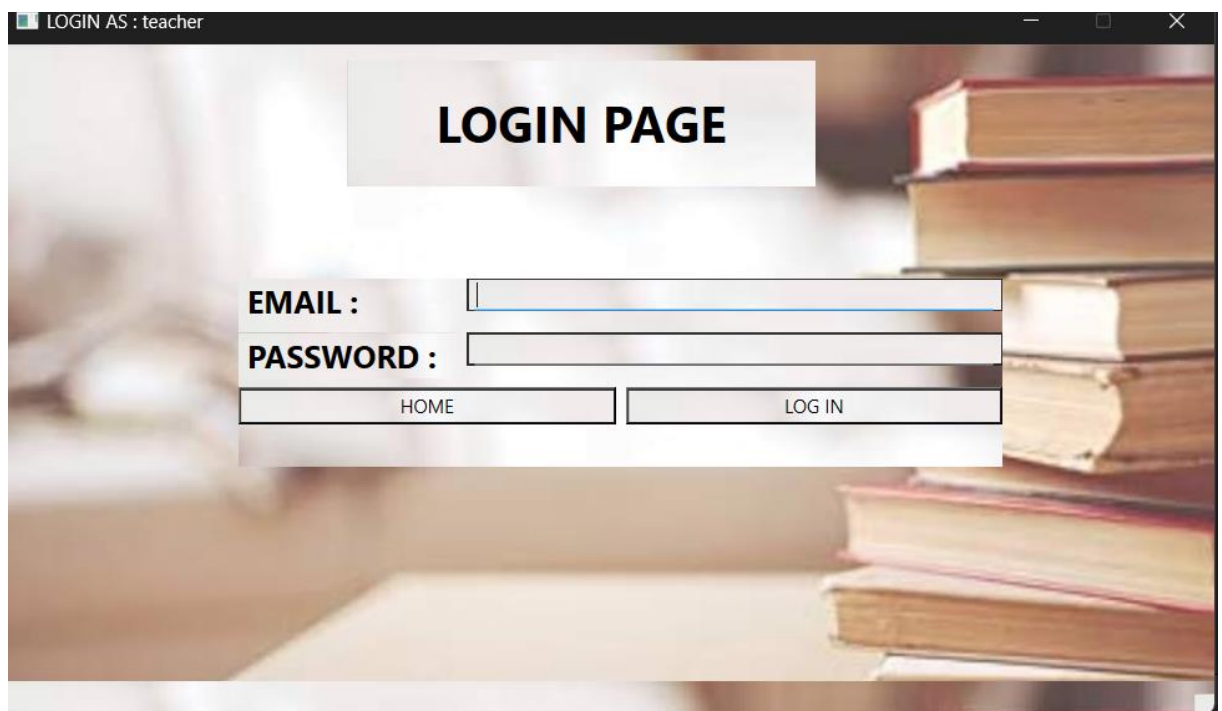 LOGIN AS : teacher
LOGIN PAGE
EMAIL :
PASSWORD :
HOME LOG IN